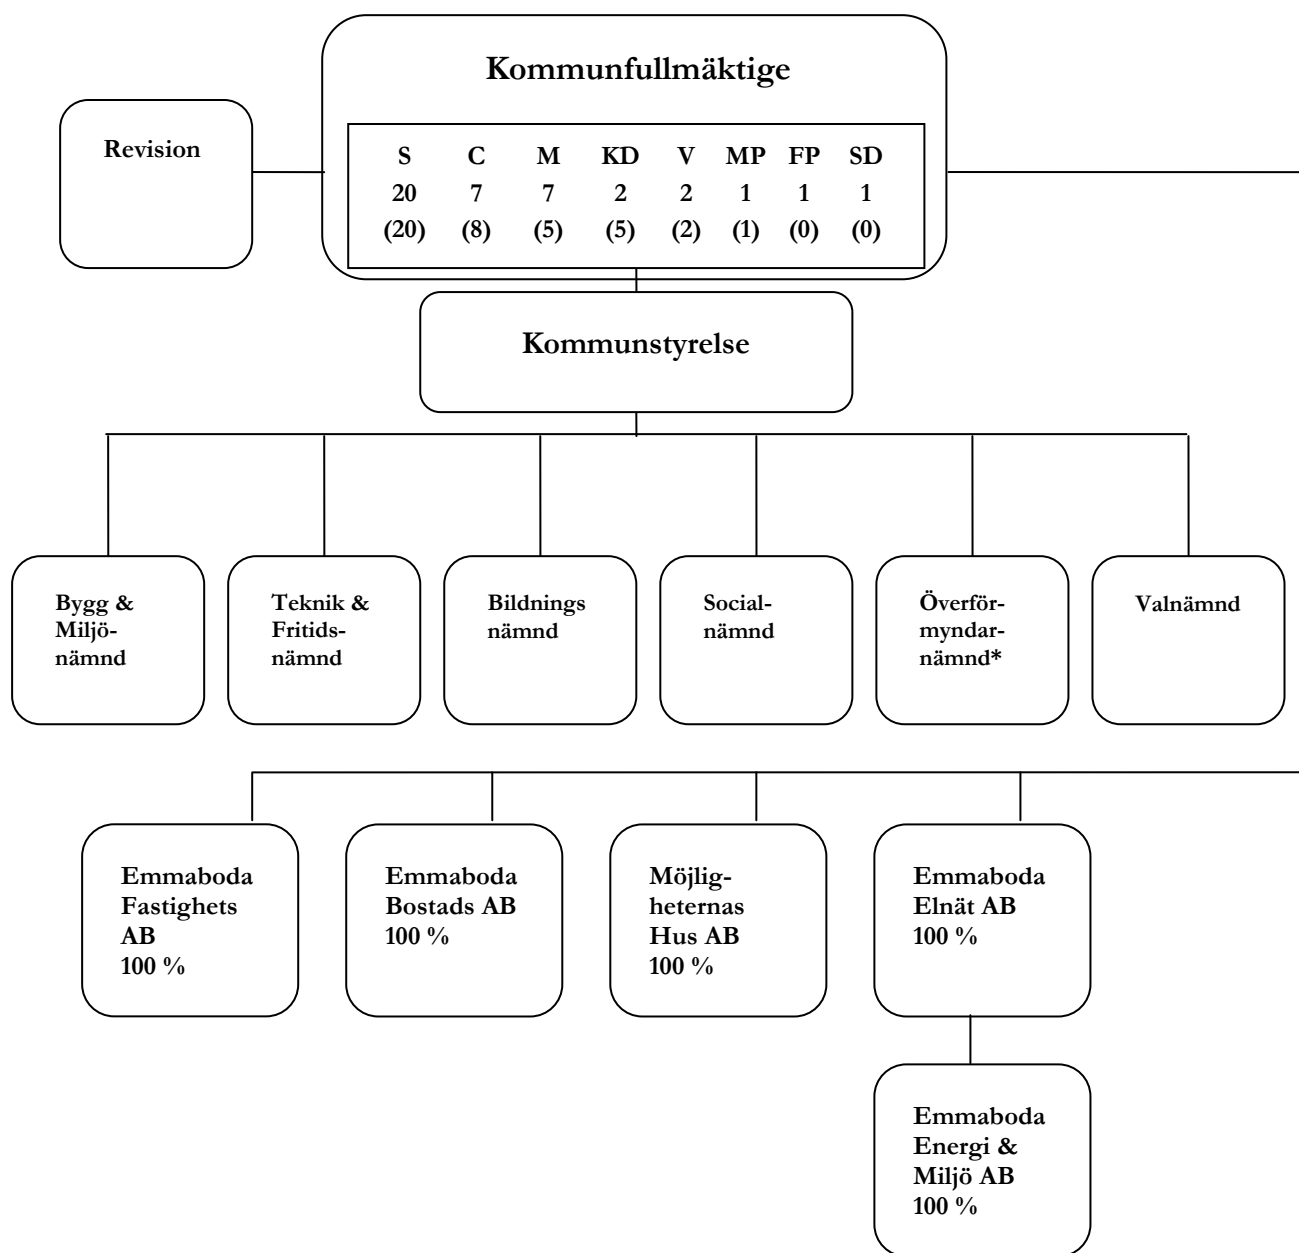 Kommunfullmäktige
Revision
S C M KD V MP FP SD
20 7 7 2 2 1 1 1
(20) (8) (5) (5) (2) (1) (0) (0)
Kommunstyrelse
Bygg &
Miljö-
nämnd
Teknik &
Fritids-
nämnd
Bildnings
nämnd
Social-
nämnd
Överför-
myndar-
nämnd*
Valnämnd
Emmaboda
Fastighets
AB
100 %
Emmaboda
Bostads AB
100 %
Möjlig-
heternas
Hus AB
100 %
Emmaboda
Elnät AB
100 %
Emmaboda
Energi &
Miljö AB
100 %